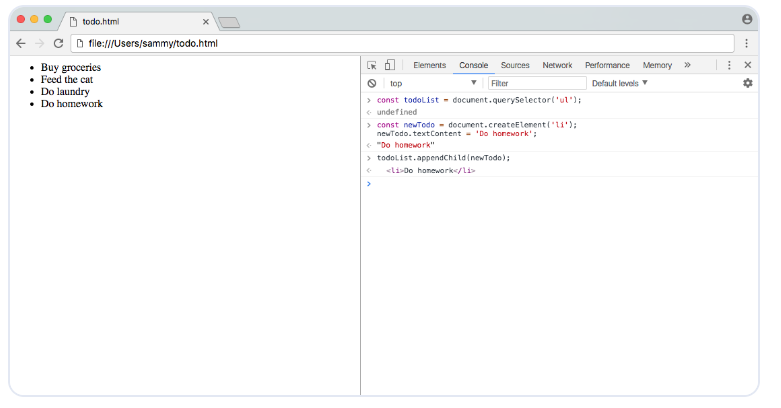 todo.html
file:///Users/sammy/todo.html
Buy groceries
Feed the cat
Do laundry
Do homework
Elements Console Sources Network Performance Memory »
top Filter Default levels
const todoList = document.querySelector('ul');
undefined
const newTodo = document.createElement('li');
newTodo.textContent = 'Do homework';
"Do homework"
todoList.appendChild(newTodo);
<li>Do homework</li>